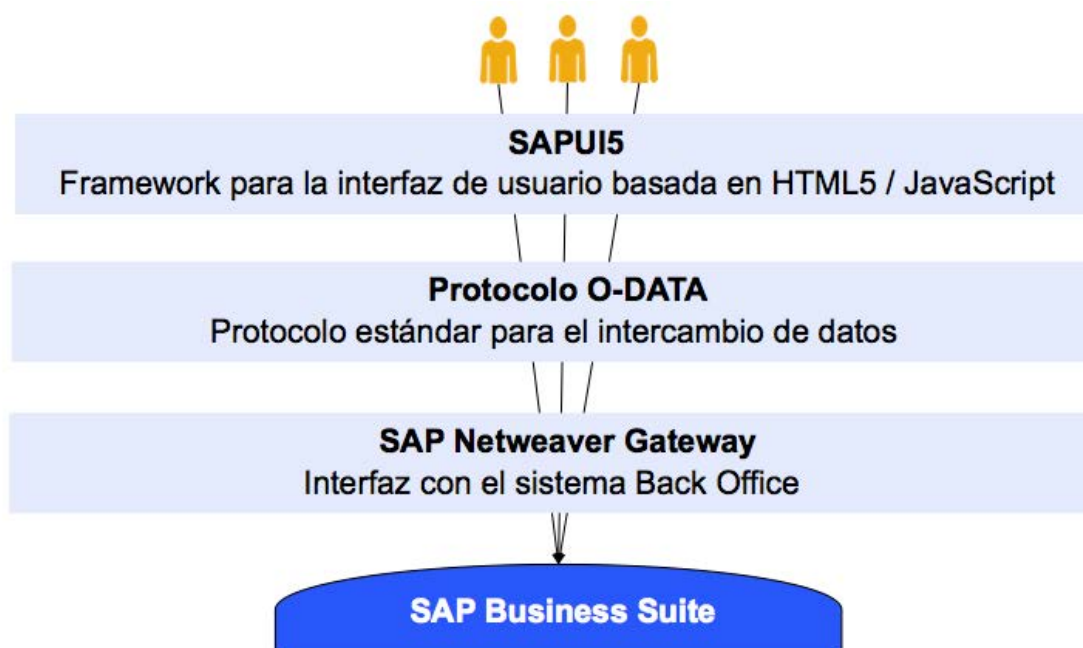 SAPUI5
Framework para la interfaz de usuario basada en HTML5 / JavaScript
Protocolo O-DATA
Protocolo estándar para el intercambio de datos
SAP Netweaver Gateway
Interfaz con el sistema Back Office
SAP Business Suite